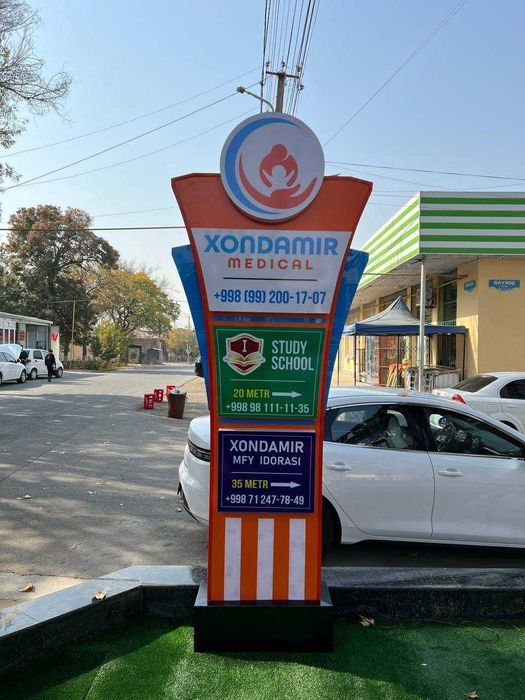 XONDAMIR
MEDICAL
+998 (99) 200-17-07
I
STUDY
SCHOOL
20 METR
+998 98 111-11-35
XONDAMIR
MFY IDORASI
35 METR
+998 71 247-78-49